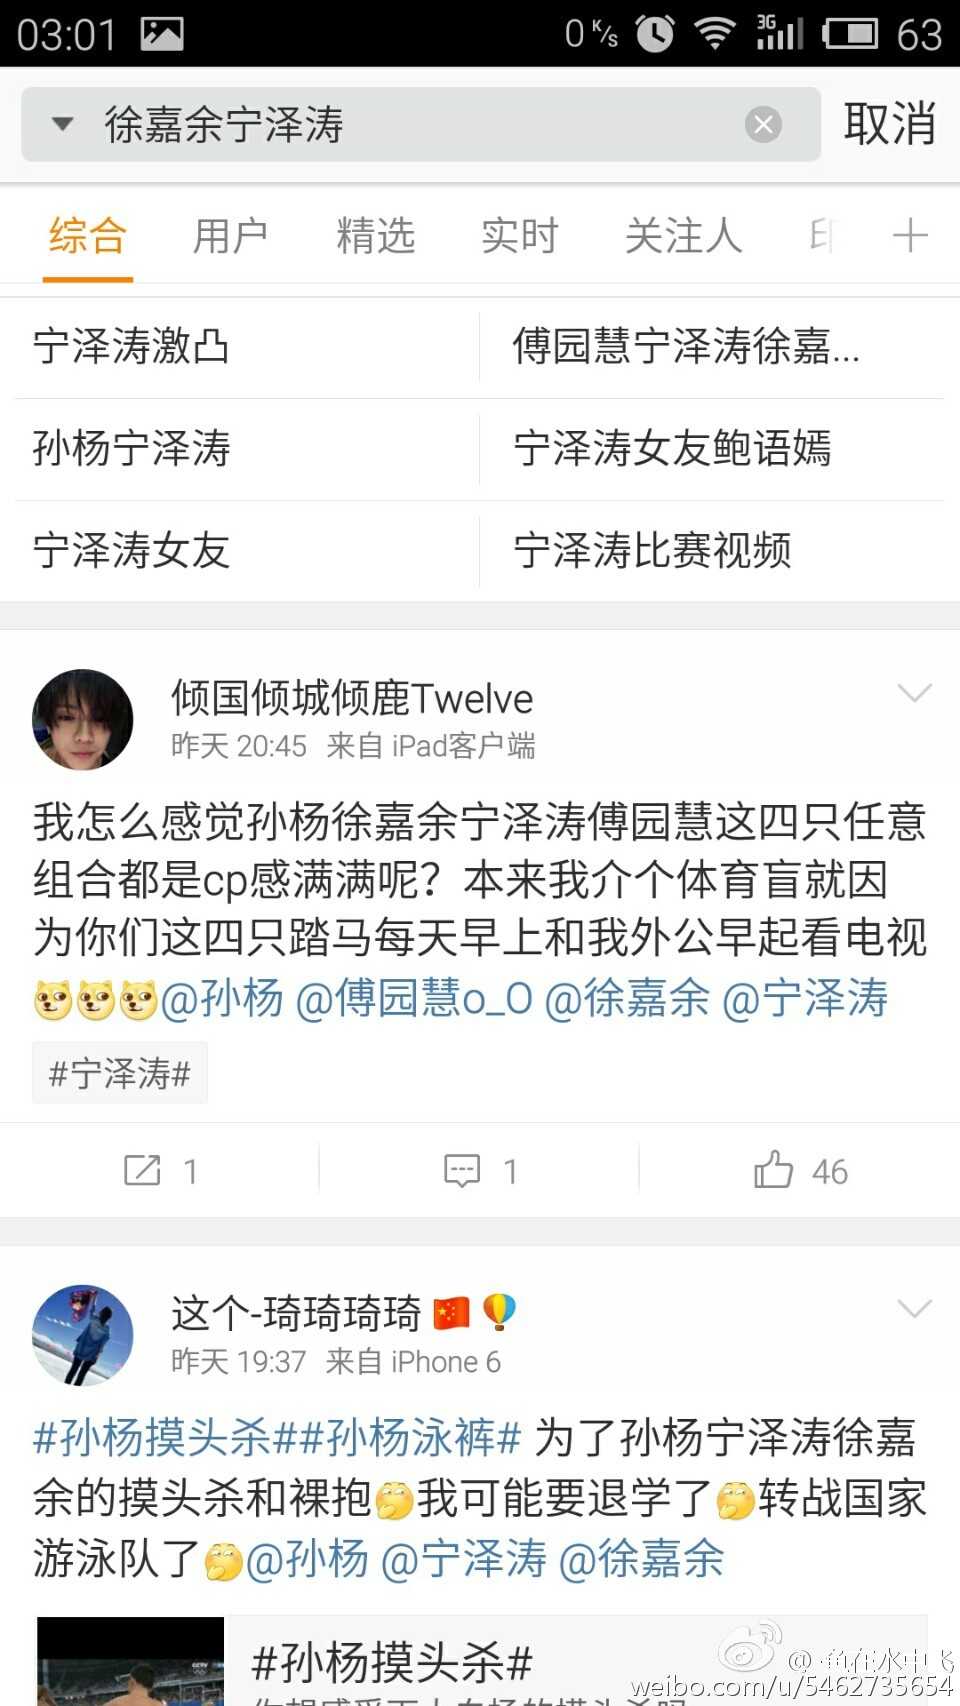 03:01 0 K/s 3G 63
徐嘉余宁泽涛 取消
综合 用户 精选 实时 关注人
宁泽涛激凸 傅园慧宁泽涛徐嘉...
孙杨宁泽涛 宁泽涛女友鲍语嫣
宁泽涛女友 宁泽涛比赛视频
倾国倾城倾鹿Twelve
昨天 20:45 来自 iPad客户端
我怎么感觉孙杨徐嘉余宁泽涛傅园慧这四只任意
组合都是cp感满满呢？本来我介个体育盲就因
为你们这四只踏马每天早上和我外公早起看电视
@孙杨 @傅园慧o_O @徐嘉余 @宁泽涛
#宁泽涛#
1 1 46
这个-琦琦琦琦
昨天 19:37 来自 iPhone 6
#孙杨摸头杀##孙杨泳裤# 为了孙杨宁泽涛徐嘉
余的摸头杀和裸抱我可能要退学了转战国家
游泳队了@孙杨 @宁泽涛 @徐嘉余
#孙杨摸头杀#
weibo.com/u/5462735654